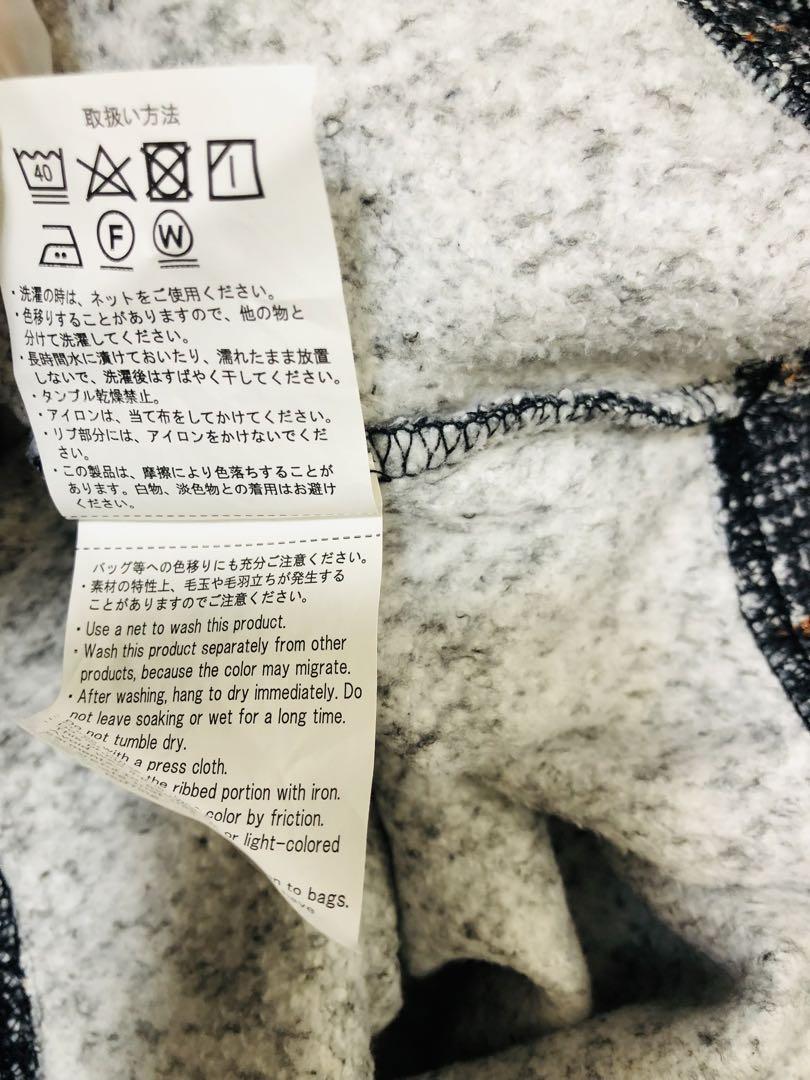 取扱い方法
40
F W
・洗濯の時は、ネットをご使用ください。
・色移りすることがありますので、他の物と
分けて洗濯してください。
・長時間水に漬けておいたり、濡れたまま放置
しないで、洗濯後はすばやく干してください。
・タンブル乾燥禁止。
・アイロンは、当て布をしてかけてください。
・リブ部分には、アイロンをかけないでくだ
さい。
・この製品は、摩擦により色落ちすることが
あります。白物、淡色物との着用はお避け
ください。
バッグ等への色移りにも充分ご注意ください。
・素材の特性上、毛玉や毛羽立ちが発生する
ことがありますのでご注意ください。
・Use a net to wash this product.
・Wash this product separately from other
products, because the color may migrate.
・After washing, hang to dry immediately. Do
not leave soaking or wet for a long time.
not tumble dry.
with a press cloth.
the ribbed portion with iron.
color by friction.
or light-colored
to bags.